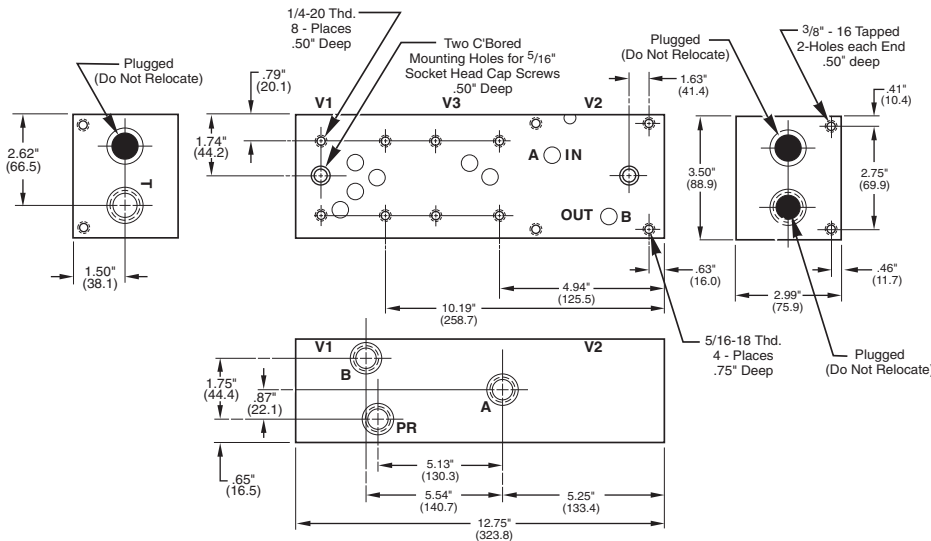 1/4-20 Thd.
8 - Places
.50" Deep
Two C'Bored
Mounting Holes for 5/16"
Socket Head Cap Screws
.50" Deep
Plugged
(Do Not Relocate)
3/8" - 16 Tapped
2-Holes each End
.50" deep
Plugged
(Do Not Relocate)
.79"
(20.1)
1.63"
(41.4)
.41"
(10.4)
V1
V3
V2
2.62"
(66.5)
T
1.50"
(38.1)
1.74"
(44.2)
A IN
OUT B
3.50"
(88.9)
2.75"
(69.9)
.63"
(16.0)
.46"
(11.7)
4.94"
(125.5)
10.19"
(258.7)
2.99"
(75.9)
5/16-18 Thd.
4 - Places
.75" Deep
Plugged
(Do Not Relocate)
V1
V2
B
A
PR
1.75"
(44.4)
.87"
(22.1)
.65"
(16.5)
5.13"
(130.3)
5.54"
(140.7)
5.25"
(133.4)
12.75"
(323.8)